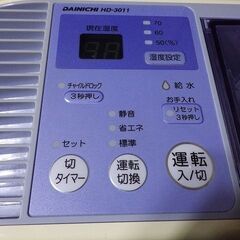 DAINICHI HD-3011
現在湿度
70
60
50(%)
湿度設定
チャイルドロック
3秒押し
給水
お手入れ
リセット
3秒押し
静音
省エネ
標準
セット
切
タイマー
運転
切換
運転
入/切